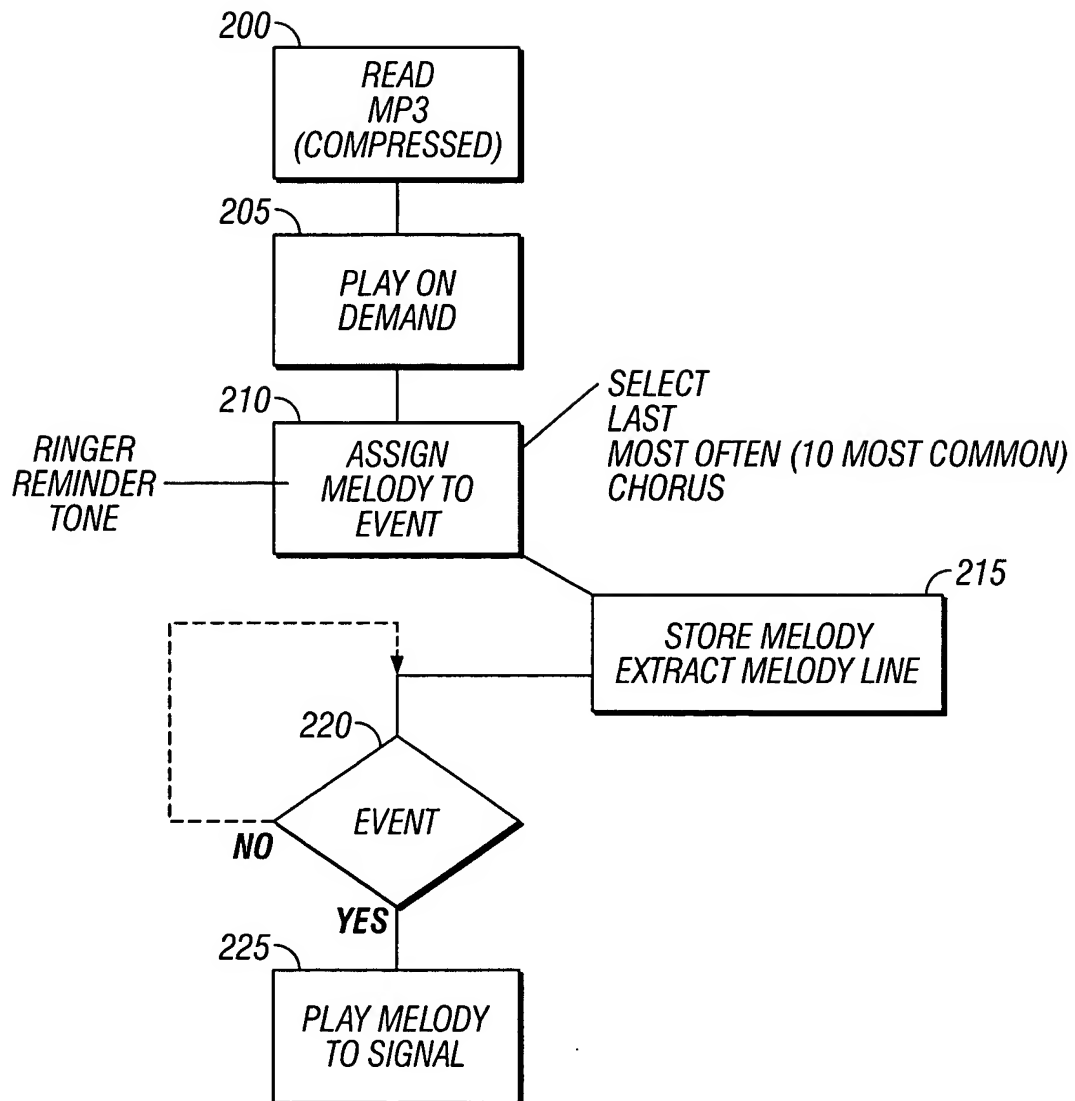 200
READ
MP3
(COMPRESSED)
205
PLAY ON
DEMAND
210
ASSIGN
MELODY TO
EVENT
SELECT
LAST
MOST OFTEN (10 MOST COMMON)
CHORUS
RINGER
REMINDER
TONE
215
STORE MELODY
EXTRACT MELODY LINE
220
EVENT
NO
YES
225
PLAY MELODY
TO SIGNAL